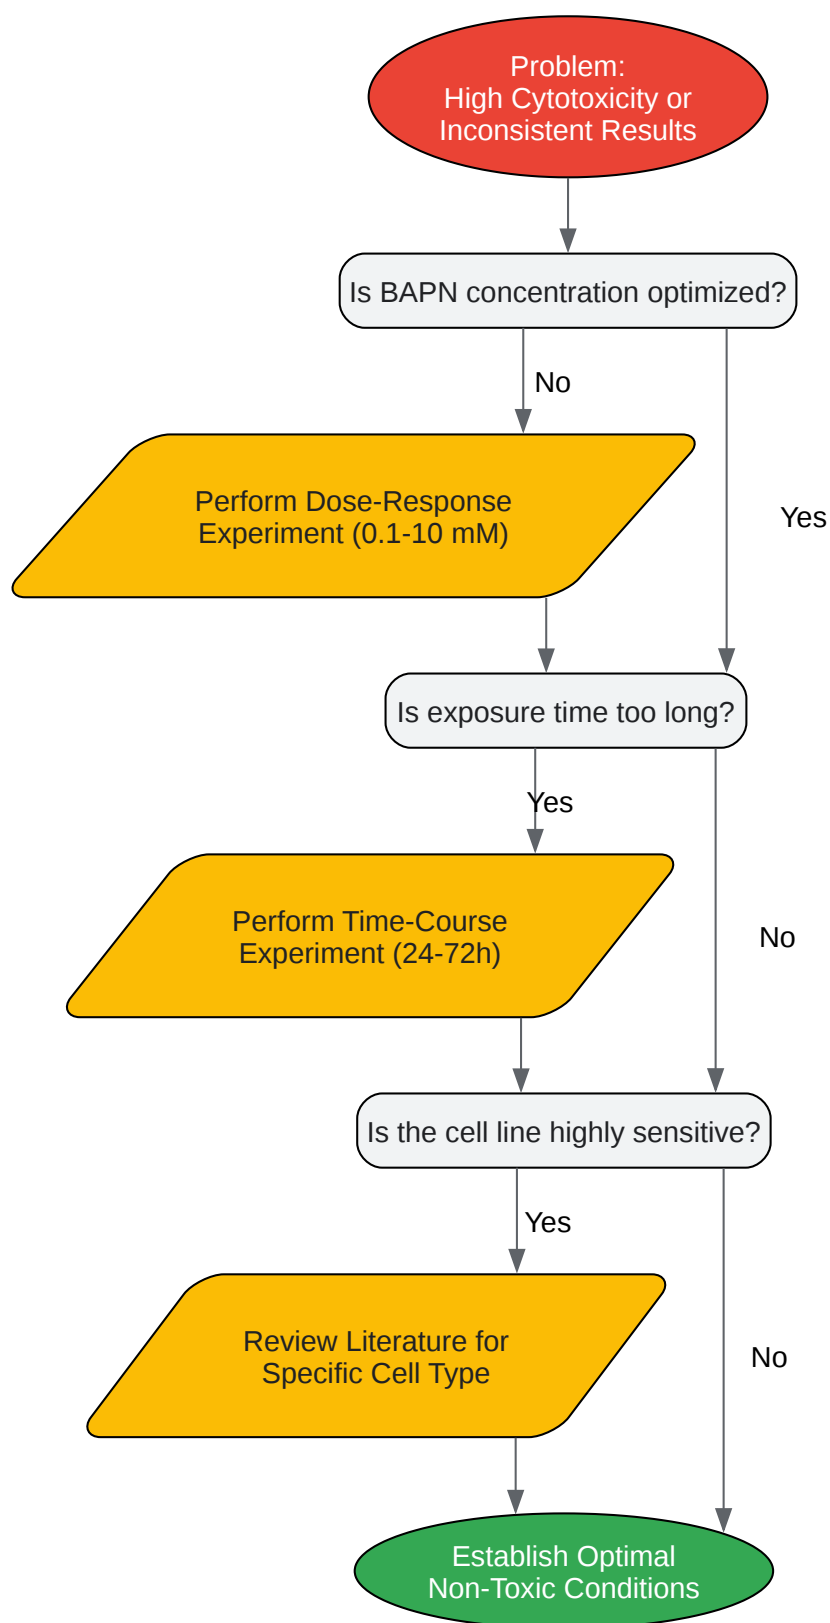 Problem:
High Cytotoxicity or
Inconsistent Results
Is BAPN concentration optimized?
No
Perform Dose-Response
Experiment (0.1-10 mM)
Yes
Is exposure time too long?
Yes
Perform Time-Course
Experiment (24-72h)
No
Is the cell line highly sensitive?
Yes
Review Literature for
Specific Cell Type
No
Establish Optimal
Non-Toxic Conditions